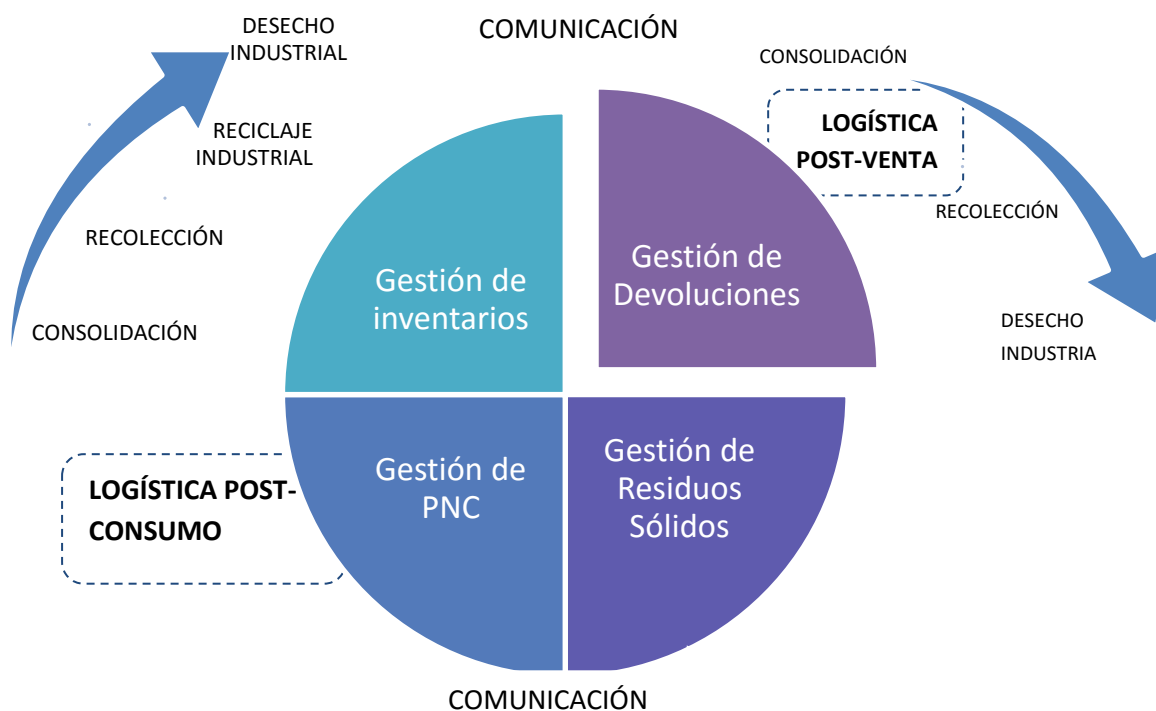 DESECHO
INDUSTRIAL
COMUNICACIÓN
CONSOLIDACIÓN
LOGÍSTICA
POST-VENTA
RECICLAJE
INDUSTRIAL
RECOLECCIÓN
RECOLECCIÓN
Gestión de
Devoluciones
Gestión de
inventarios
CONSOLIDACIÓN
DESECHO
INDUSTRIA
Gestión de
PNC
Gestión de
Residuos
Sólidos
LOGÍSTICA POST-
CONSUMO
COMUNICACIÓN